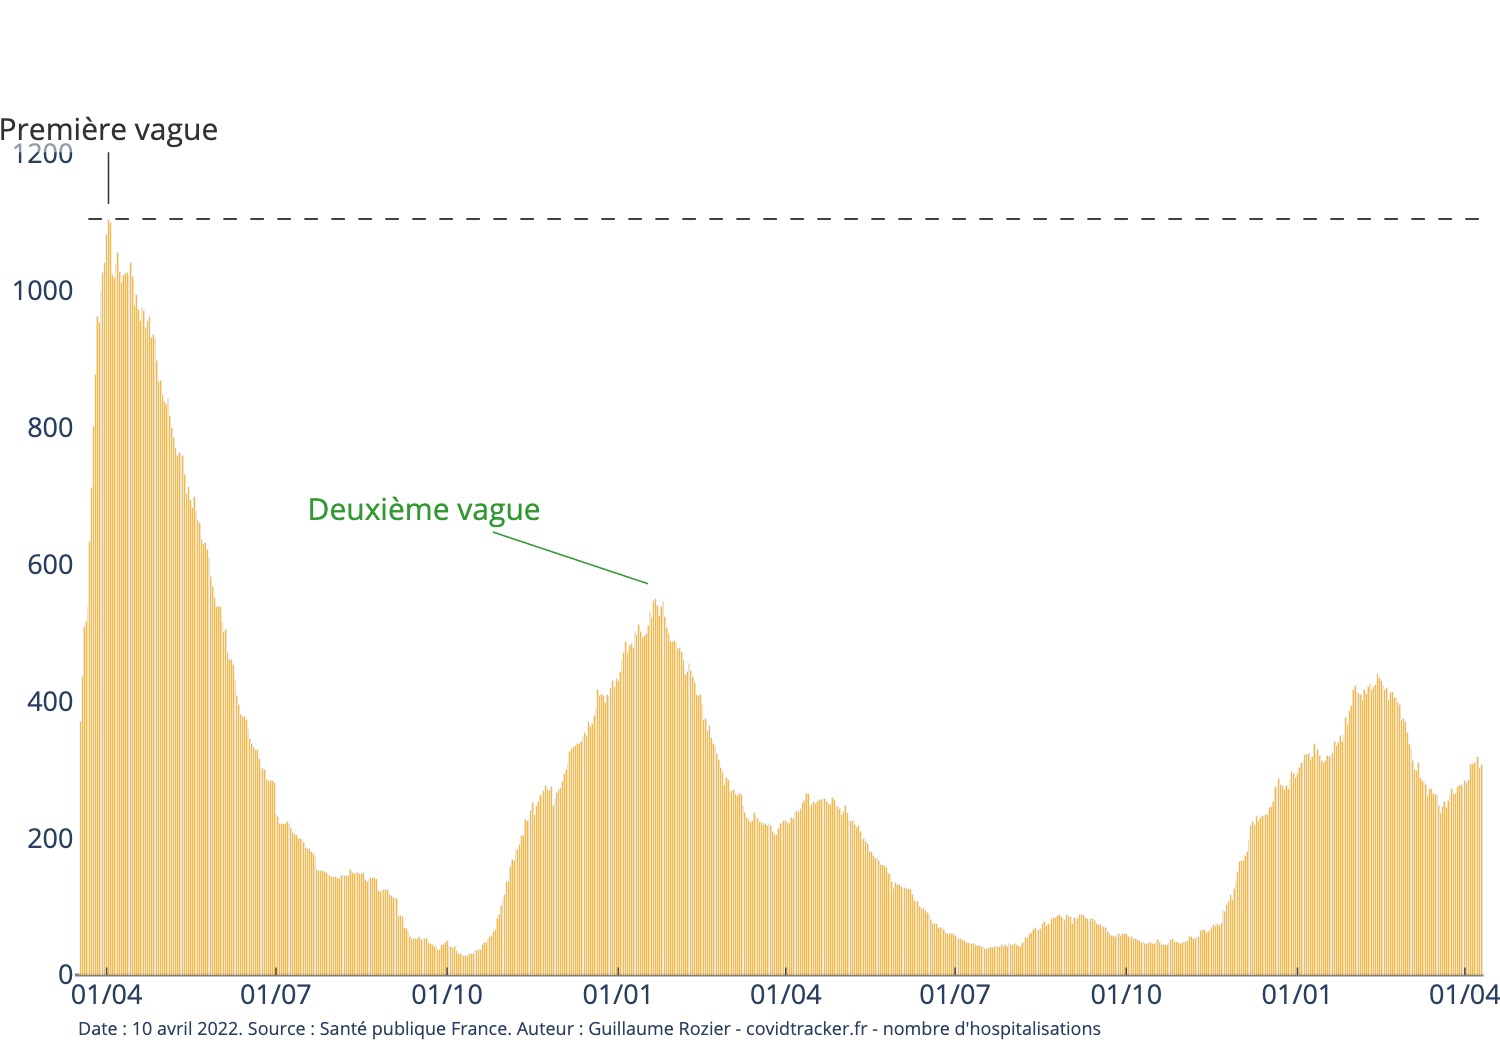 Première vague
1200
1000
800
Deuxième vague
600
400
200
0
01/04 01/07 01/10 01/01 01/04 01/07 01/10 01/01 01/04
Date : 10 avril 2022. Source : Santé publique France. Auteur : Guillaume Rozier - covidtracker.fr - nombre d'hospitalisations